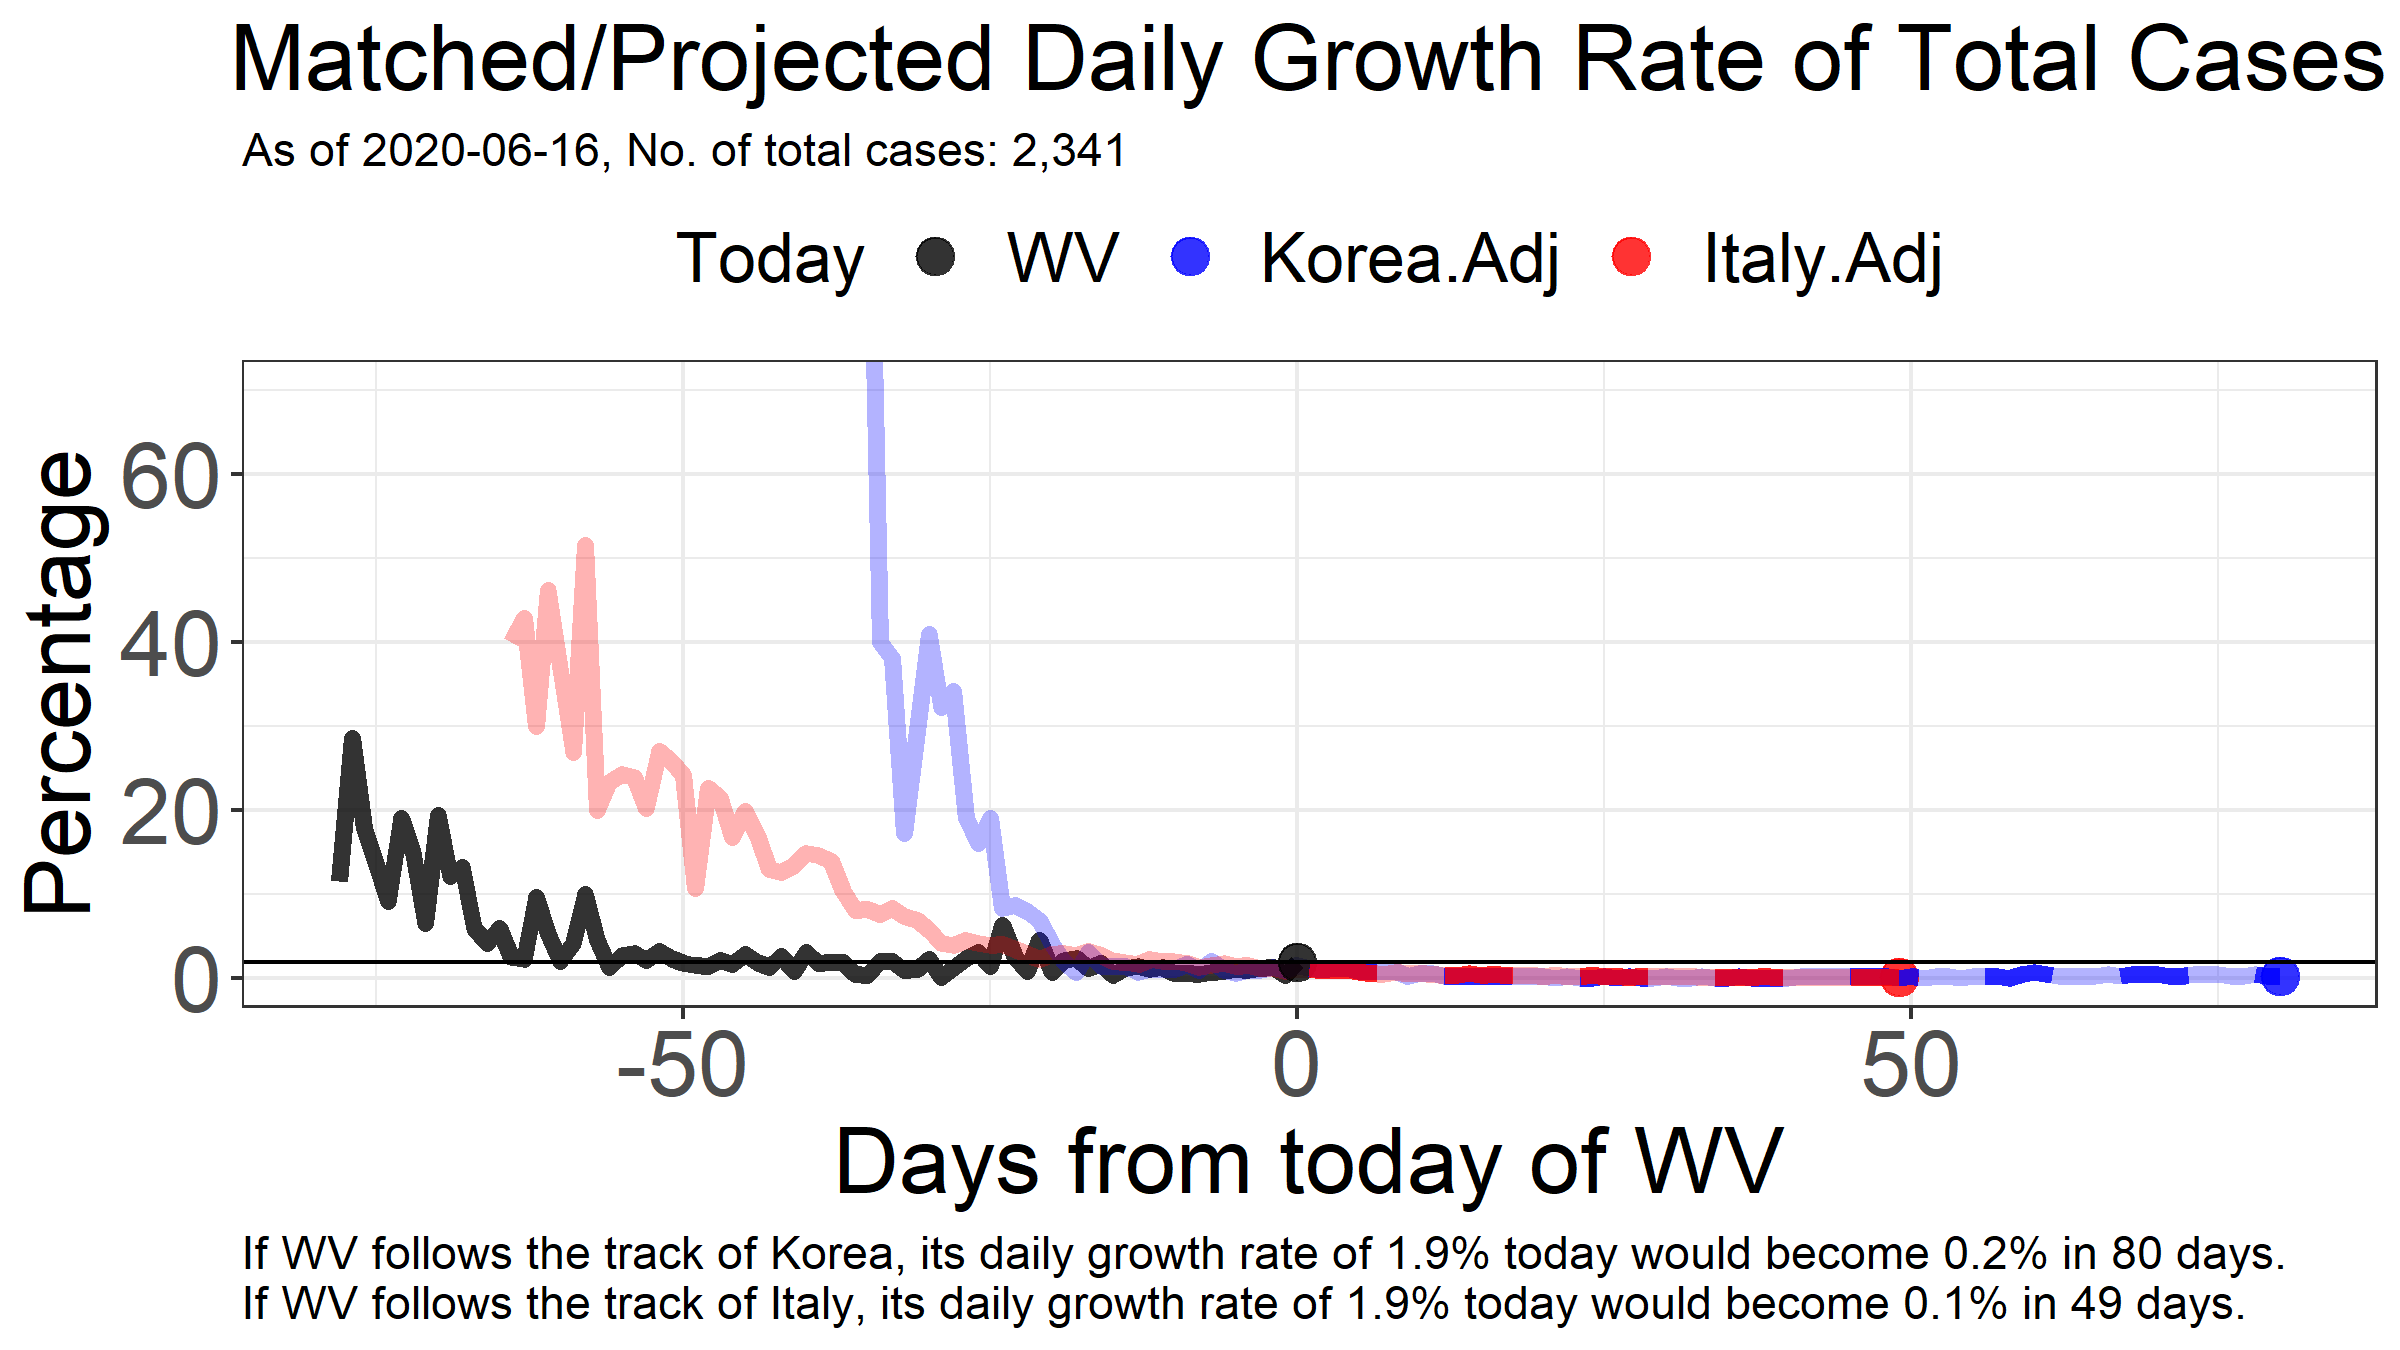 Matched/Projected Daily Growth Rate of Total Cases
As of 2020-06-16, No. of total cases: 2,341
Today WV Korea.Adj Italy.Adj
Percentage
60
40
20
0
-50 0 50
Days from today of WV
If WV follows the track of Korea, its daily growth rate of 1.9% today would become 0.2% in 80 days.
If WV follows the track of Italy, its daily growth rate of 1.9% today would become 0.1% in 49 days.